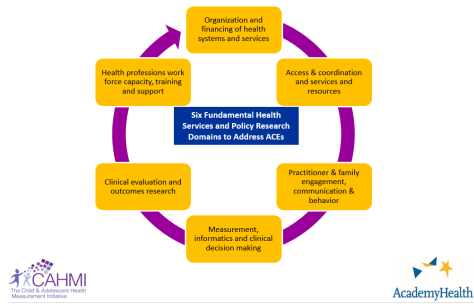 Organization and
financing of health
systems and services
Health professions work
force capacity, training
and support
Access & coordination
and services and
resources
Six Fundamental Health
Services and Policy Research
Domains to Address ACEs
Clinical evaluation and
outcomes research
Practitioner & family
engagement,
communication &
behavior
Measurement,
informatics and clinical
decision making
CAHMI
The Child & Adolescent Health
Measurement Initiative
AcademyHealth